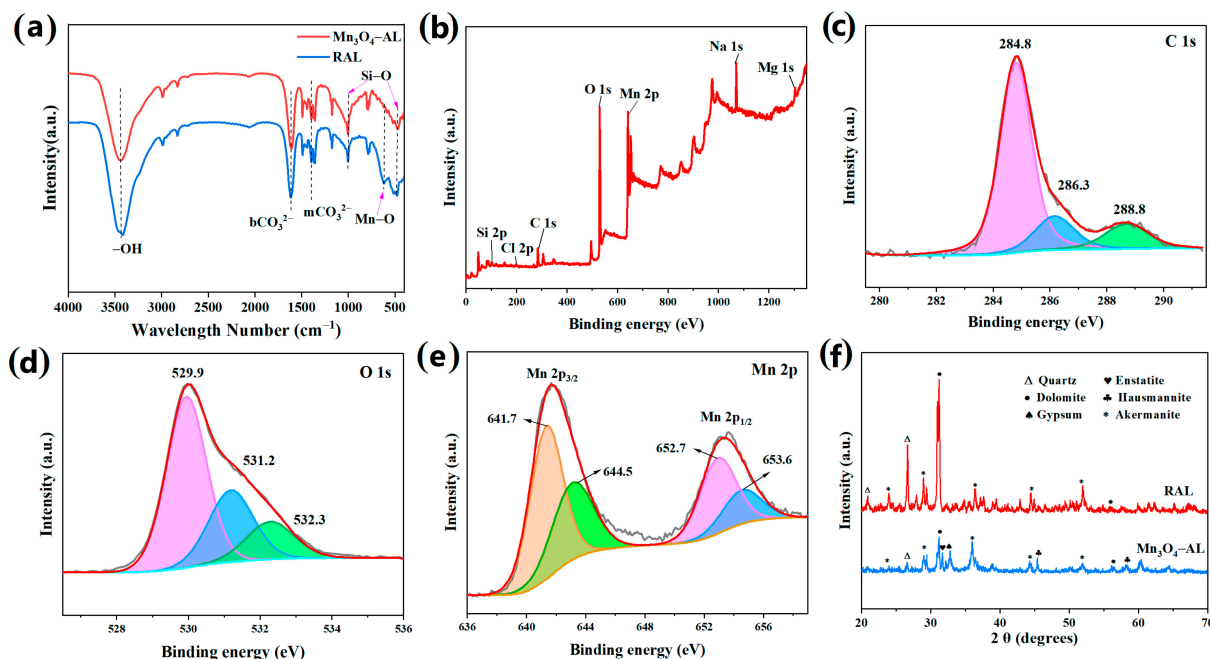 (a)
Mn₃O₄–AL
RAL
Si–O
bCO₃²⁻
mCO₃²⁻
Mn–O
–OH
Intensity(a.u.)
4000 3500 3000 2500 2000 1500 1000 500
Wavelength Number (cm⁻¹)
(b)
Na 1s
Mg 1s
O 1s
Mn 2p
Si 2p
Cl 2p
C 1s
Intensity(a.u.)
0 200 400 600 800 1000 1200
Binding energy (eV)
(c)
C 1s
284.8
286.3
288.8
Intensity(a.u.)
280 282 284 286 288 290
Binding energy (eV)
(d)
O 1s
529.9
531.2
532.3
Intensity(a.u.)
528 530 532 534 536
Binding energy (eV)
(e)
Mn 2p
Mn 2p₃/₂
641.7
644.5
Mn 2p₁/₂
652.7
653.6
Intensity (a.u.)
636 640 644 648 652 656
Binding energy (eV)
(f)
Δ Quartz ♥ Enstatite
● Dolomite ♣ Hausmannite
♠ Gypsum * Akermanite
RAL
Mn₃O₄–AL
Intensity (a.u.)
20 30 40 50 60 70
2 θ (degrees)